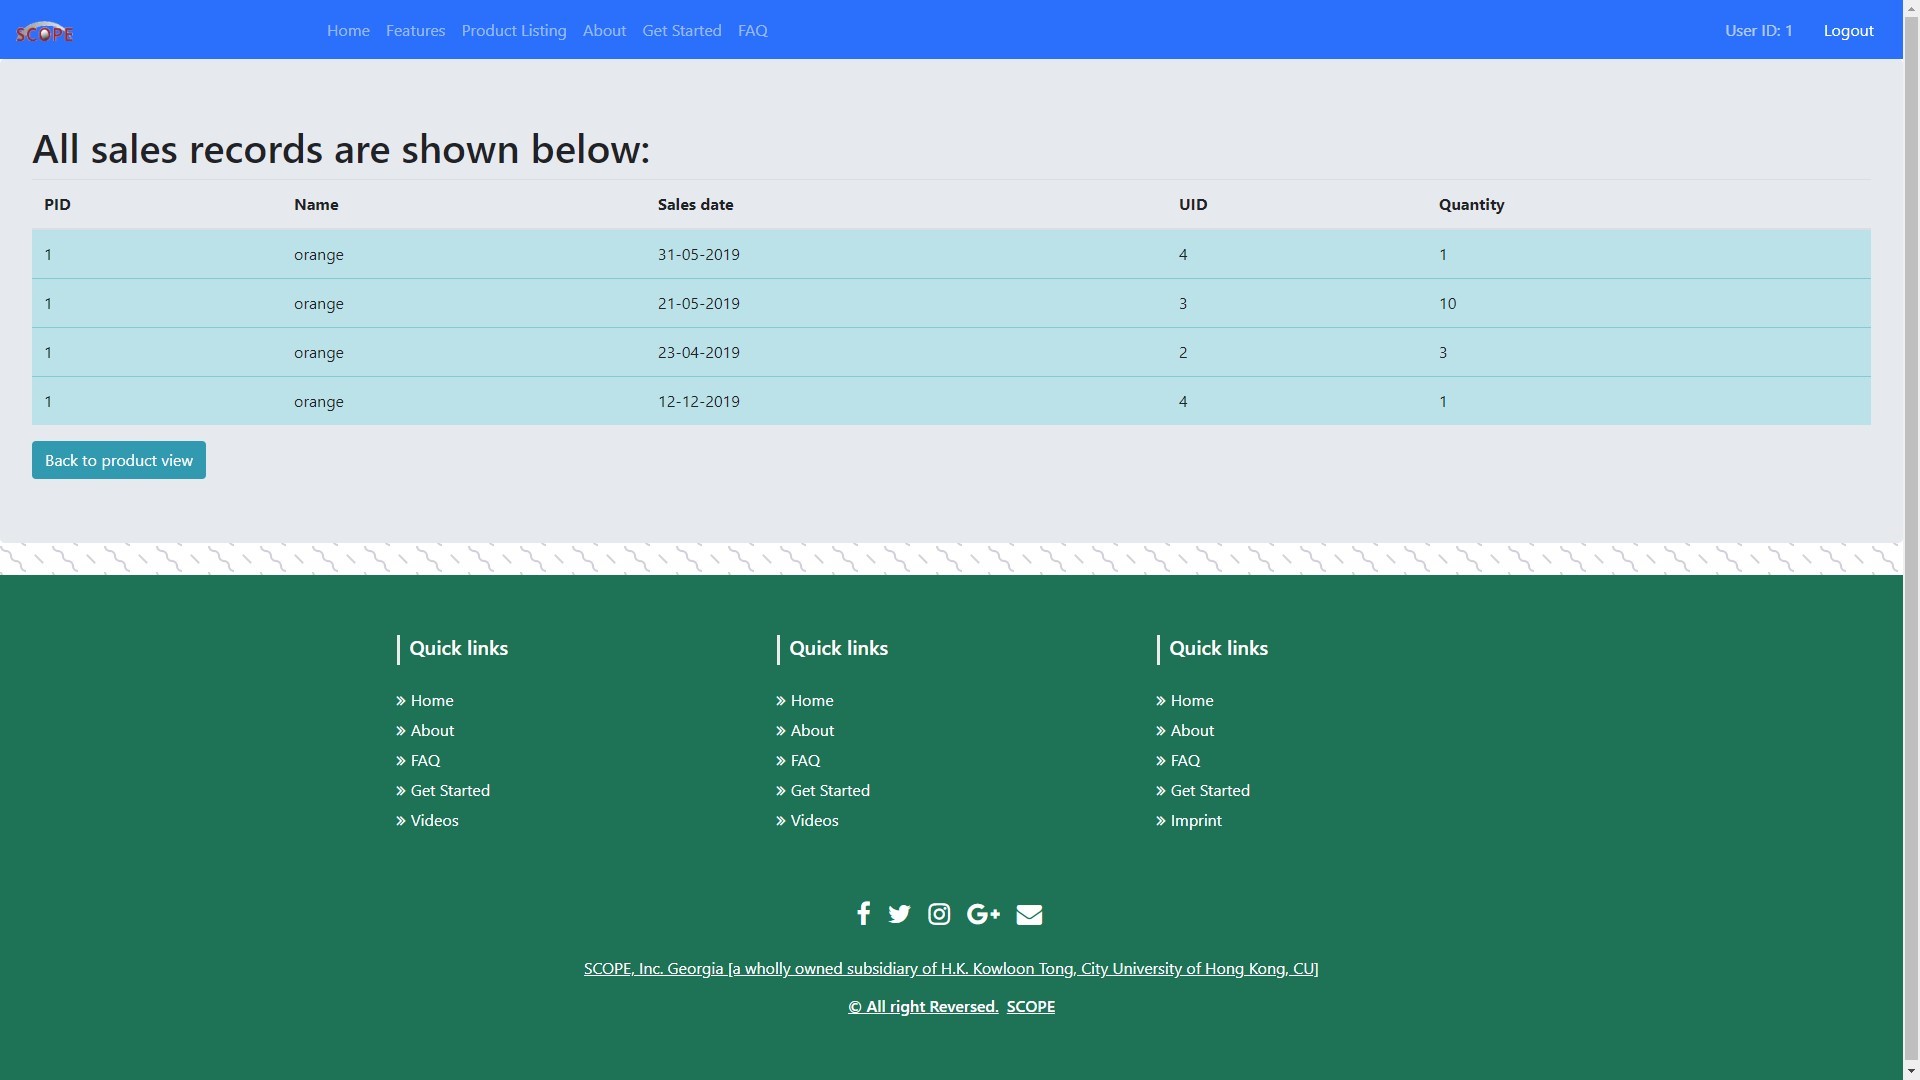 SCOPE Home Features Product Listing About Get Started FAQ User ID: 1 Logout
All sales records are shown below:
PID Name Sales date UID Quantity
1 orange 31-05-2019 4 1
1 orange 21-05-2019 3 10
1 orange 23-04-2019 2 3
1 orange 12-12-2019 4 1
Back to product view
Quick links
» Home
» About
» FAQ
» Get Started
» Videos
Quick links
» Home
» About
» FAQ
» Get Started
» Videos
Quick links
» Home
» About
» FAQ
» Get Started
» Imprint
SCOPE, Inc. Georgia [a wholly owned subsidiary of H.K. Kowloon Tong, City University of Hong Kong, CU]
© All right Reversed. SCOPE